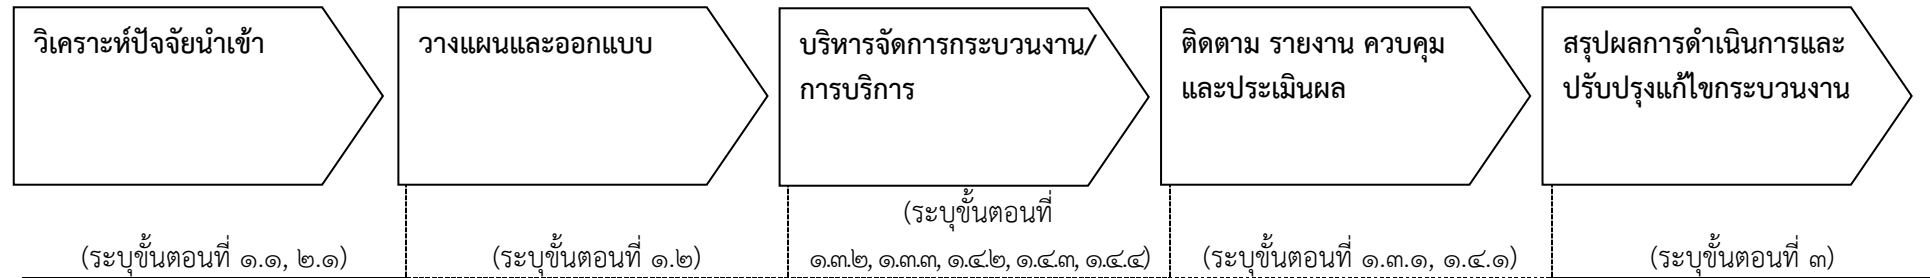 วิเคราะห์ปัจจัยนำเข้า
วางแผนและออกแบบ
บริหารจัดการกระบวนงาน/
การบริการ
ติดตาม รายงาน ควบคุม
และประเมินผล
สรุปผลการดำเนินการและ
ปรับปรุงแก้ไขกระบวนงาน
(ระบุขั้นตอนที่ ๑.๑, ๒.๑)
(ระบุขั้นตอนที่ ๑.๒)
(ระบุขั้นตอนที่
๑.๓.๒, ๑.๓.๓, ๑.๔.๒, ๑.๔.๓, ๑.๔.๔)
(ระบุขั้นตอนที่ ๑.๓.๑, ๑.๔.๑)
(ระบุขั้นตอนที่ ๓)